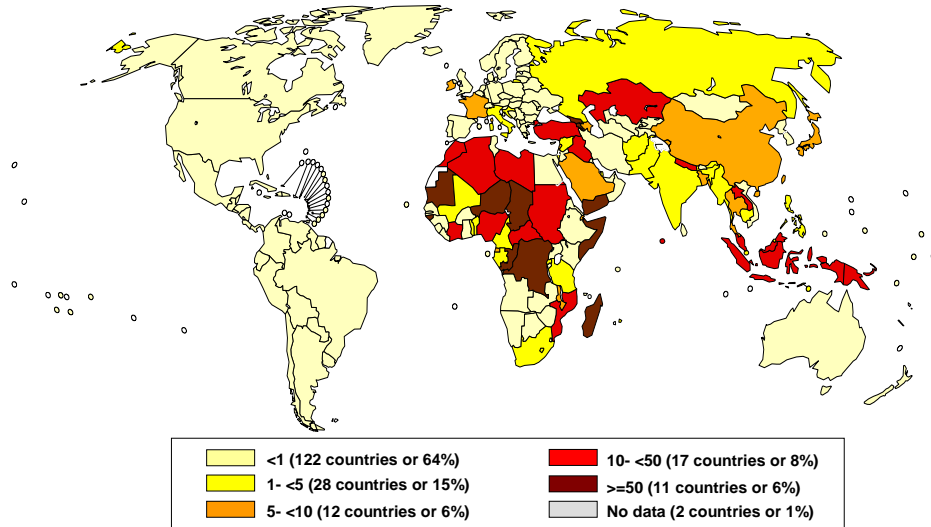 <1 (122 countries or 64%)
1- <5 (28 countries or 15%)
5- <10 (12 countries or 6%)
10- <50 (17 countries or 8%)
>=50 (11 countries or 6%)
No data (2 countries or 1%)